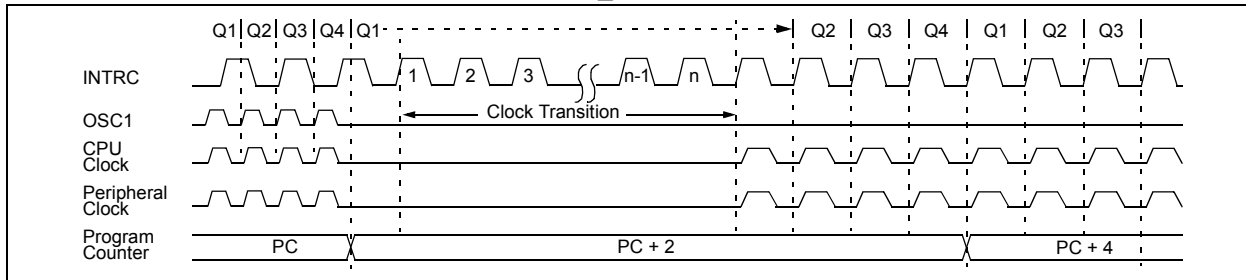 Q1 Q2 Q3 Q4 Q1 Q2 Q3 Q4 Q1 Q2 Q3
INTRC 1 2 3 n-1 n
Clock Transition
OSC1
CPU
Clock
Peripheral
Clock
Program
Counter PC PC + 2 PC + 4